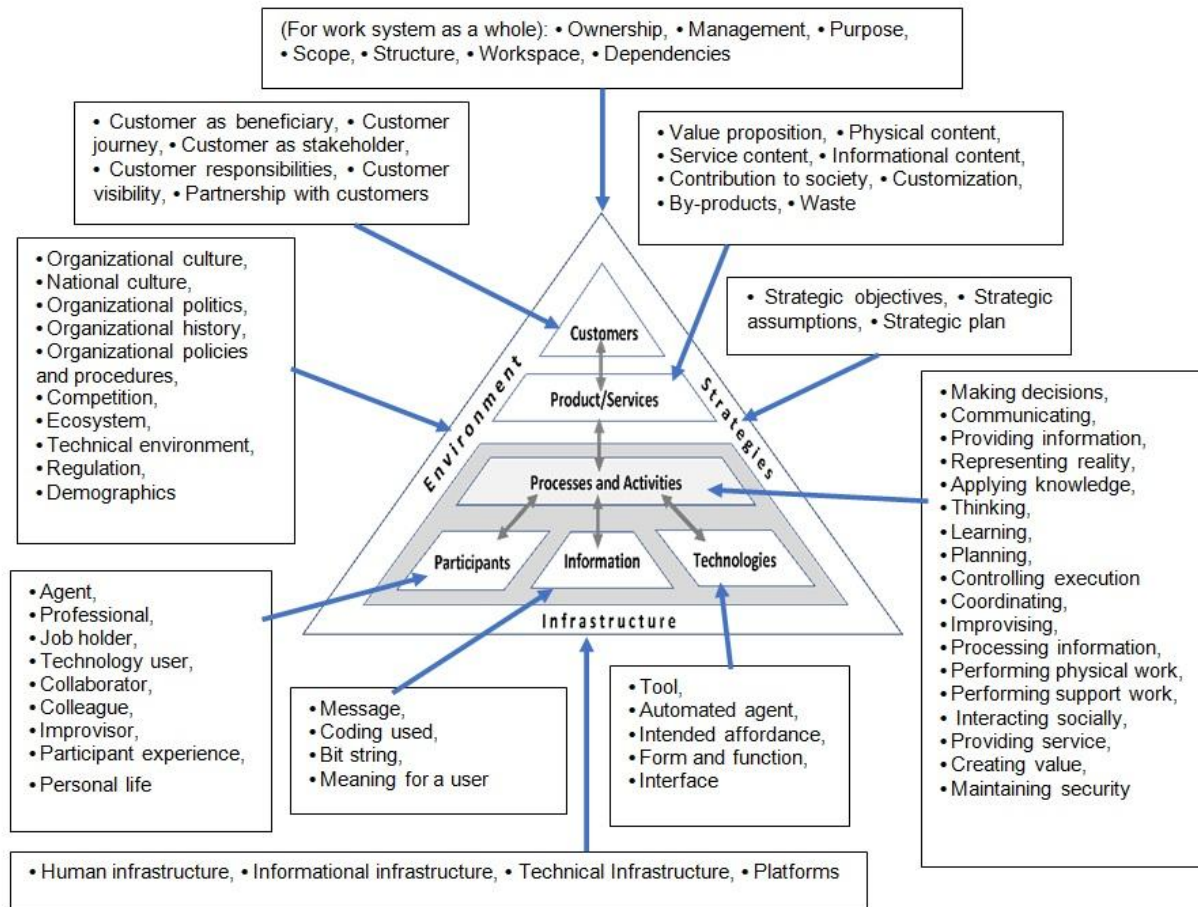 (For work system as a whole): • Ownership, • Management, • Purpose,
• Scope, • Structure, • Workspace, • Dependencies
• Customer as beneficiary, • Customer
journey, • Customer as stakeholder,
• Customer responsibilities, • Customer
visibility, • Partnership with customers
• Value proposition, • Physical content,
• Service content, • Informational content,
• Contribution to society, • Customization,
• By-products, • Waste
• Organizational culture,
• National culture,
• Organizational politics,
• Organizational history,
• Organizational policies
and procedures,
• Competition,
• Ecosystem,
• Technical environment,
• Regulation,
• Demographics
• Strategic objectives, • Strategic
assumptions, • Strategic plan
Customers
Product/Services
Environment
Strategies
Processes and Activities
Participants
Information
Technologies
Infrastructure
• Making decisions,
• Communicating,
• Providing information,
• Representing reality,
• Applying knowledge,
• Thinking,
• Learning,
• Planning,
• Controlling execution
• Coordinating,
• Improvising,
• Processing information,
• Performing physical work,
• Performing support work,
• Interacting socially,
• Providing service,
• Creating value,
• Maintaining security
• Agent,
• Professional,
• Job holder,
• Technology user,
• Collaborator,
• Colleague,
• Improvisor,
• Participant experience,
• Personal life
• Message,
• Coding used,
• Bit string,
• Meaning for a user
• Tool,
• Automated agent,
• Intended affordance,
• Form and function,
• Interface
• Human infrastructure, • Informational infrastructure, • Technical Infrastructure, • Platforms